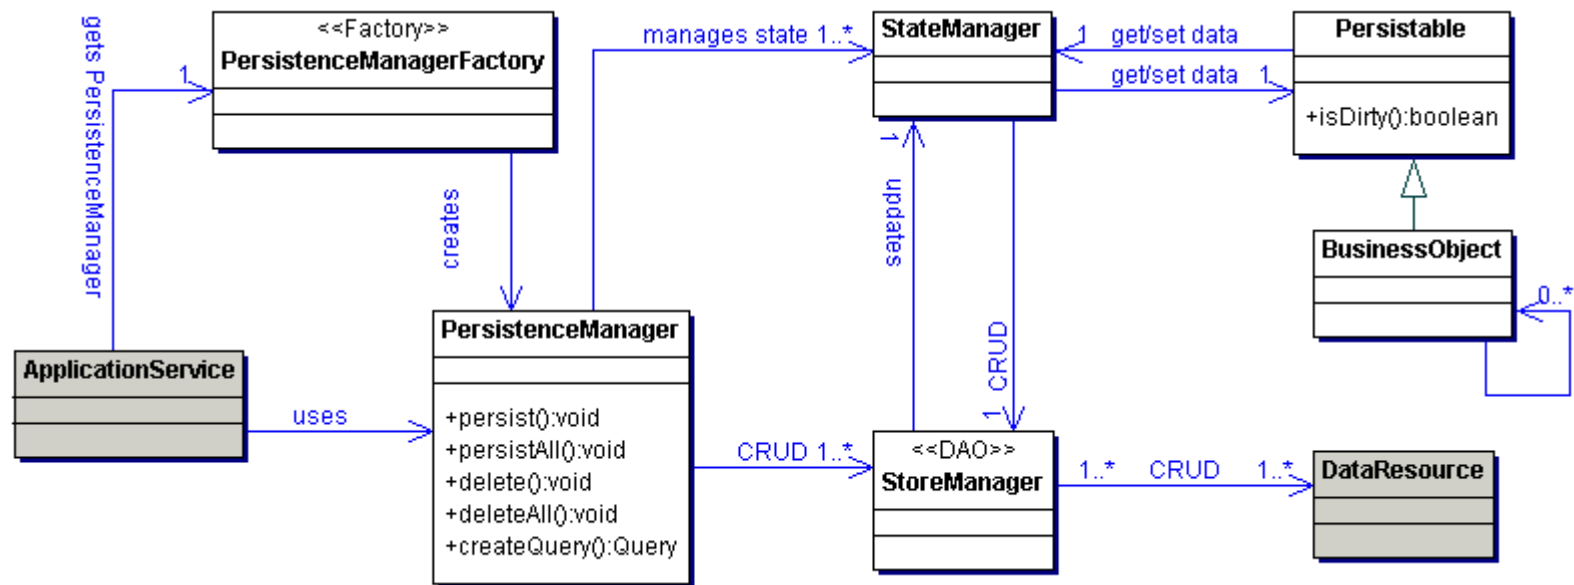 gets PersistenceManager
1
<<Factory>>
PersistenceManagerFactory
manages state 1..*
StateManager
1 get/set data
get/set data 1
Persistable
+isDirty():boolean
creates
1
updates
CRUD
1
BusinessObject
0..*
ApplicationService
uses
PersistenceManager
+persist():void
+persistAll():void
+delete():void
+deleteAll():void
+createQuery():Query
CRUD 1..*
<<DAO>>
StoreManager
1..* CRUD 1..*
DataResource